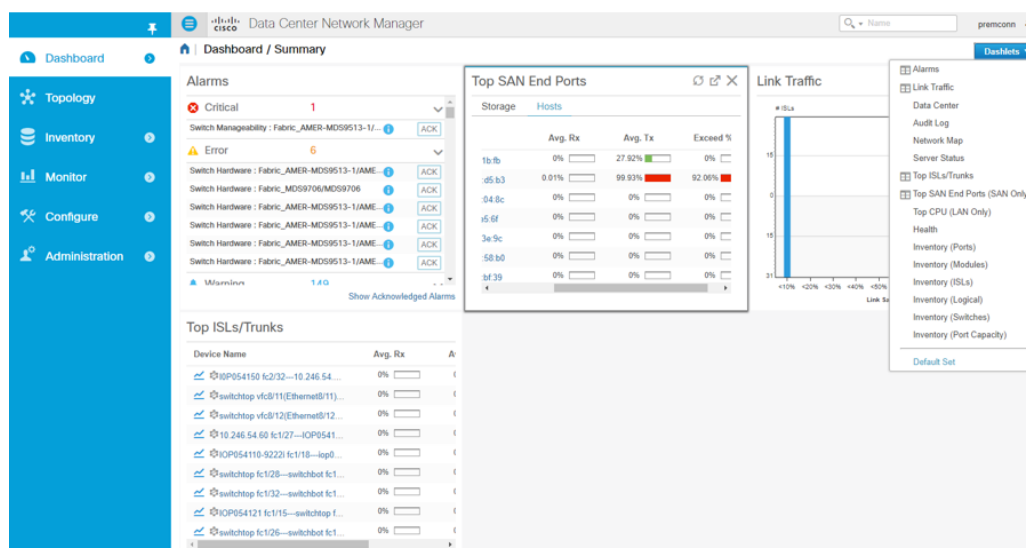 cisco Data Center Network Manager
Name
premconn
Dashboard
Topology
Inventory
Monitor
Configure
Administration
Dashboard / Summary
Dashlets
Alarms
Critical 1
Switch Manageability : Fabric_AMER-MDS9513-1/... ACK
Error 6
Switch Hardware : Fabric_AMER-MDS9513-1/AME... ACK
Switch Hardware : Fabric_MDS9706/MDS9706 ACK
Switch Hardware : Fabric_AMER-MDS9513-1/AME... ACK
Switch Hardware : Fabric_AMER-MDS9513-1/AME... ACK
Switch Hardware : Fabric_AMER-MDS9513-1/AME... ACK
Switch Hardware : Fabric_AMER-MDS9513-1/AME... ACK
Warning 149
Show Acknowledged Alarms
Top SAN End Ports
Storage Hosts
Avg. Rx Avg. Tx Exceed %
1b:fb 0% 27.92% 0%
:d5:b3 0.01% 99.93% 92.06%
:04:8c 0% 0% 0%
:6f 0% 0% 0%
3e:9c 0% 0% 0%
:58:b0 0% 0% 0%
:bf:39 0% 0% 0%
Link Traffic
# ISLs
15
0
15
31
<10% <20% <30% <40% <50%
Link
Alarms
Link Traffic
Data Center
Audit Log
Network Map
Server Status
Top ISLs/Trunks
Top SAN End Ports (SAN Only
Top CPU (LAN Only)
Health
Inventory (Ports)
Inventory (Modules)
Inventory (ISLs)
Inventory (Logical)
Inventory (Switches)
Inventory (Port Capacity)
Default Set
Top ISLs/Trunks
Device Name Avg. Rx
IOP054150 fc2/32---10.246.54.... 0%
switchtop vfc8/11(Ethernet8/11)... 0%
switchtop vfc8/12(Ethernet8/12... 0%
10.246.54.60 fc1/27---IOP0541... 0%
IOP054110-9222i fc1/18---iop0... 0%
switchtop fc1/28---switchbot fc1... 0%
switchtop fc1/32---switchbot fc1... 0%
IOP054121 fc1/15---switchtop f... 0%
switchtop fc1/26---switchbot fc1... 0%